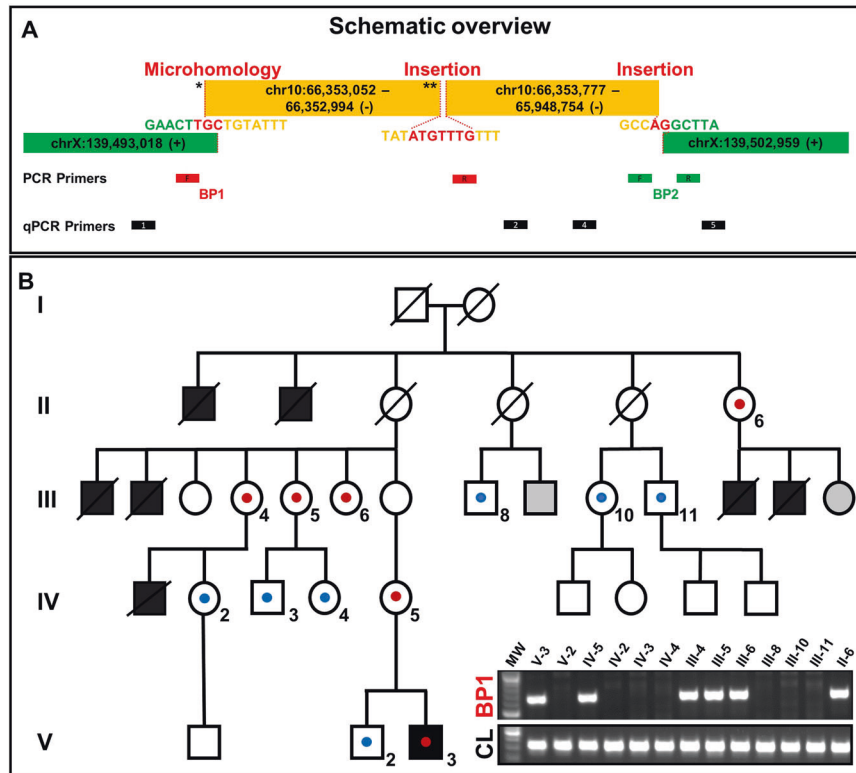 A Schematic overview
Microhomology Insertion Insertion
* **
chr10:66,353,052 – 66,352,994 (-)
chr10:66,353,777 – 65,948,754 (-)
GAACTTGCTGTATTT TATATGTTTGTTT GCCAGGCTTA
chrX:139,493,018 (+) chrX:139,502,959 (+)
PCR Primers F R F R
BP1 BP2
qPCR Primers 1 2 4 5
B
I
II
6
III
4 5 6 8 10 11
IV
2 3 4 5
MW V-3 V-2 IV-5 IV-2 IV-3 IV-4 III-4 III-5 III-6 III-8 III-10 III-11 II-6
BP1
V
2 3
CL